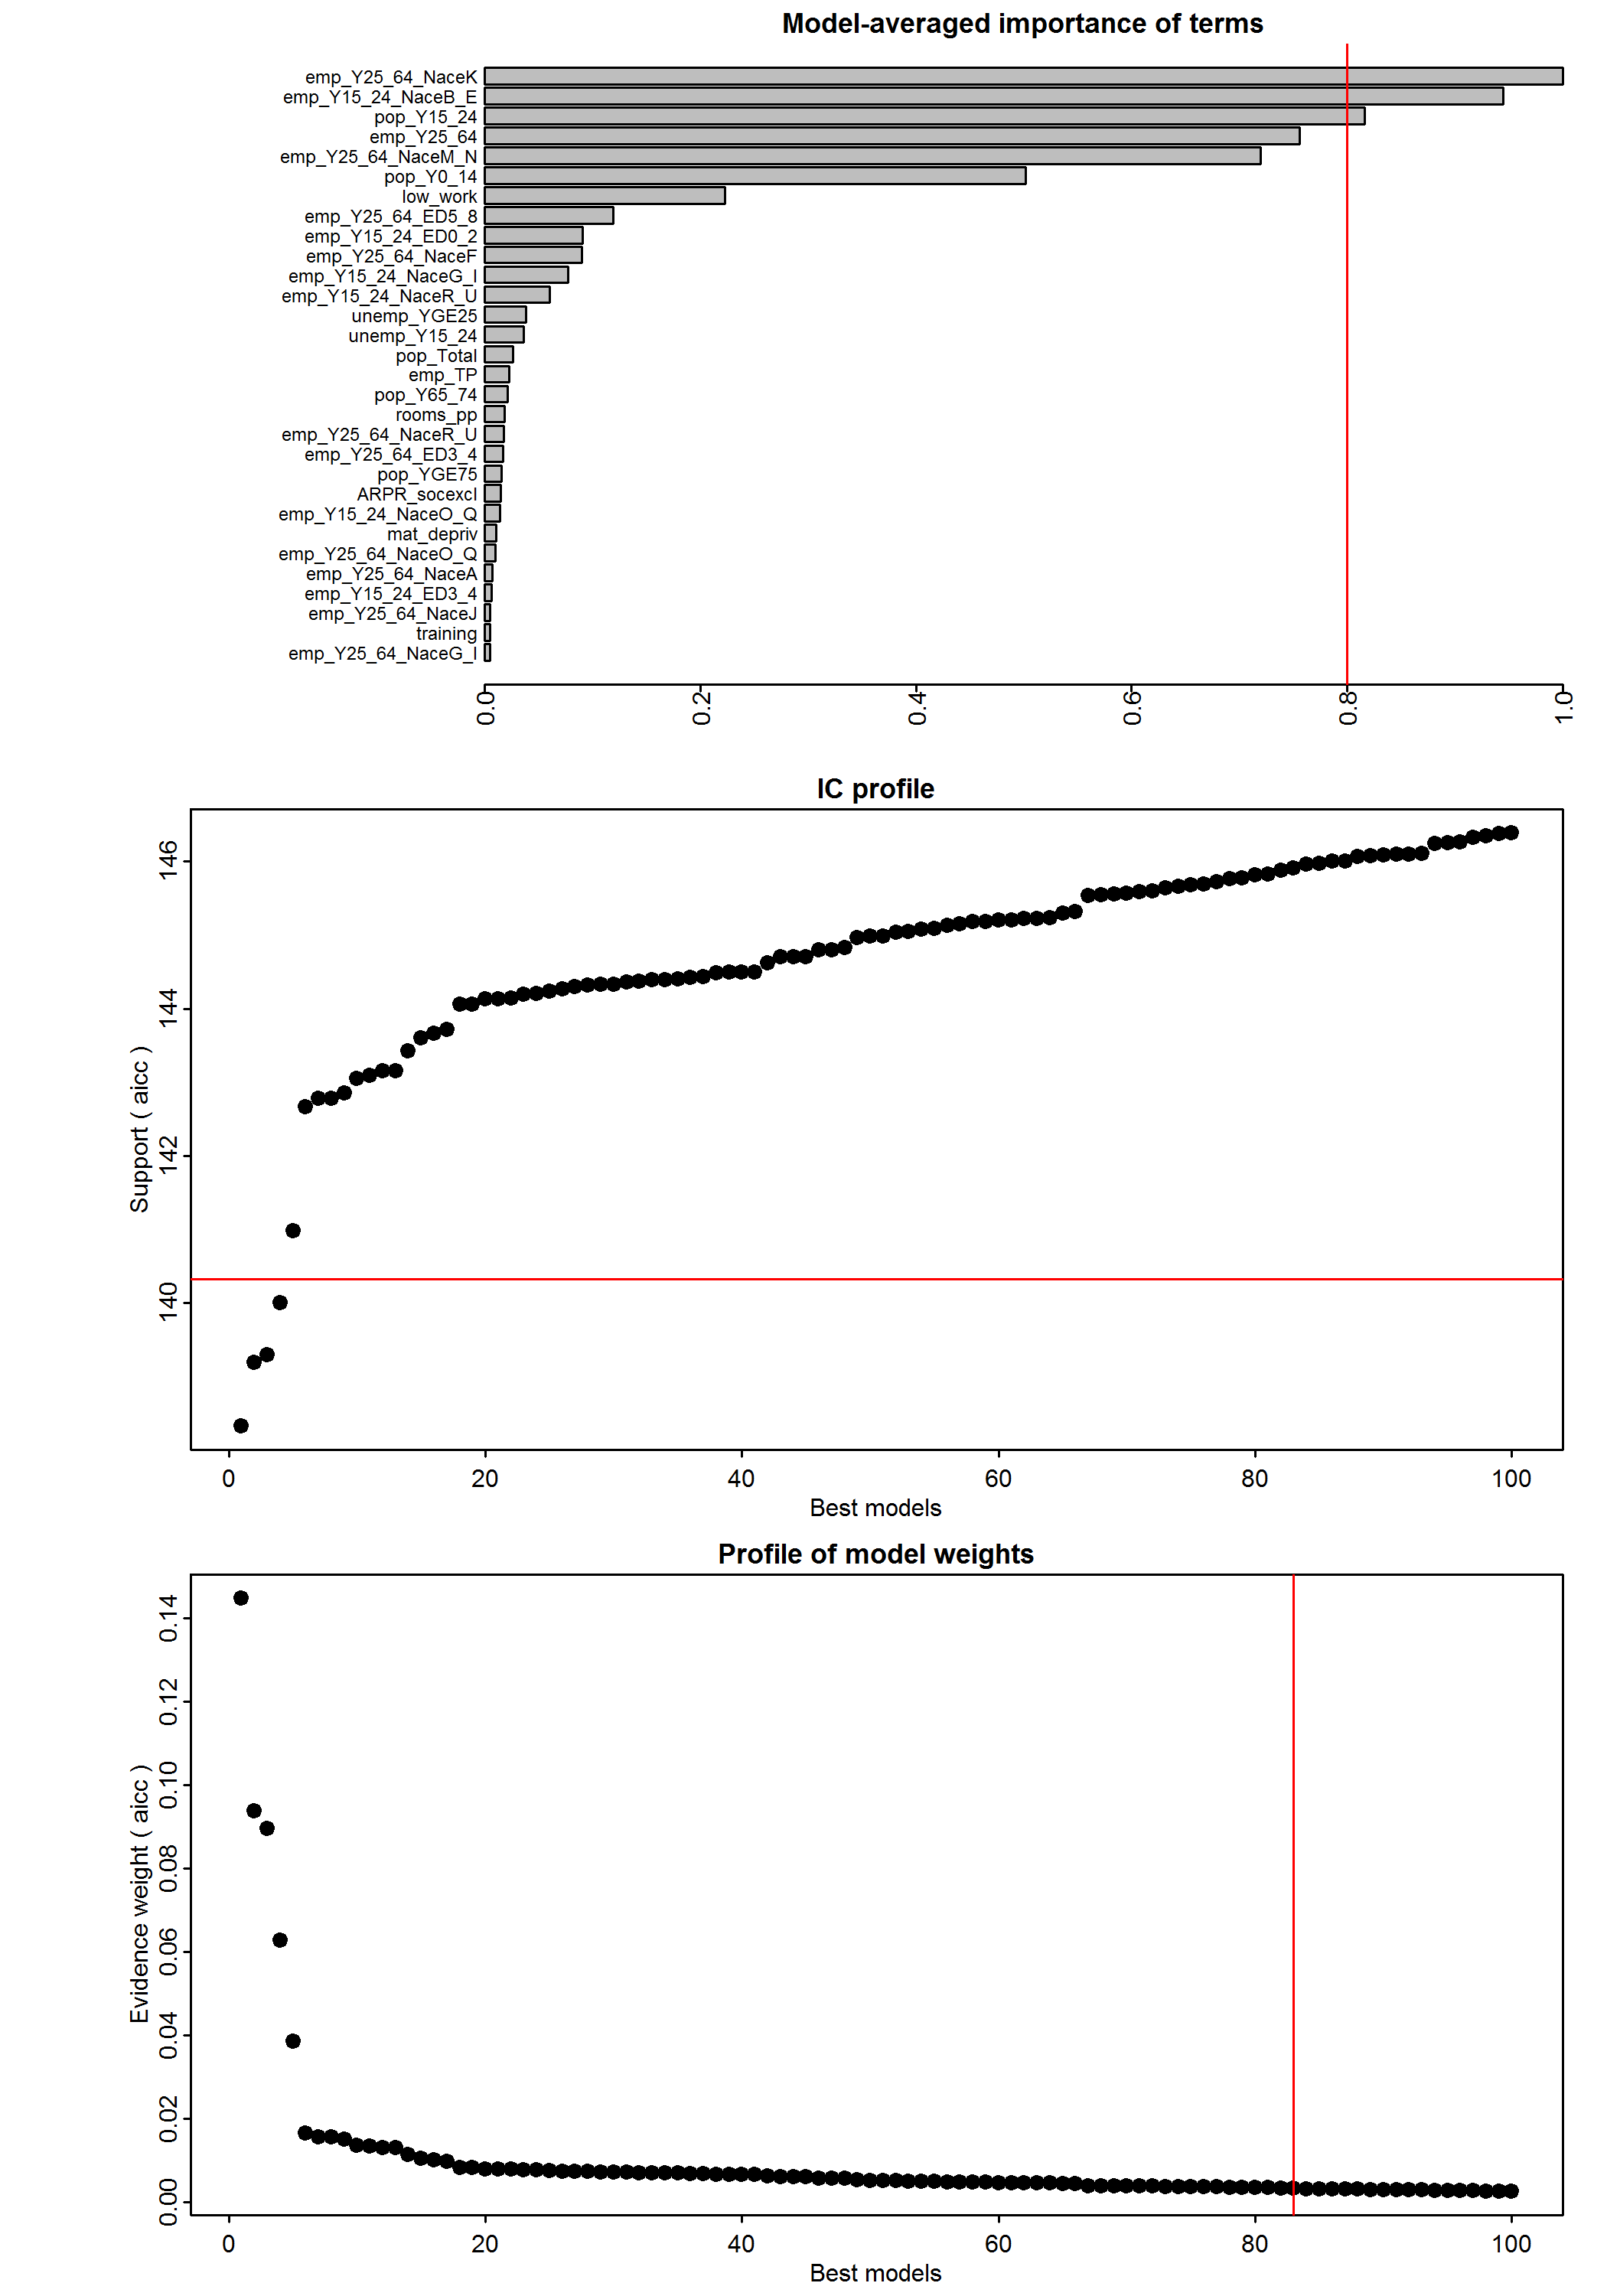 Model-averaged importance of terms
emp_Y25_64_NaceK
emp_Y15_24_NaceB_E
pop_Y15_24
emp_Y25_64
emp_Y25_64_NaceM_N
pop_Y0_14
low_work
emp_Y25_64_ED5_8
emp_Y15_24_ED0_2
emp_Y25_64_NaceF
emp_Y15_24_NaceG_I
emp_Y15_24_NaceR_U
unemp_YGE25
unemp_Y15_24
pop_Total
emp_TP
pop_Y65_74
rooms_pp
emp_Y25_64_NaceR_U
emp_Y25_64_ED3_4
pop_YGE75
ARPR_socexcl
emp_Y15_24_NaceO_Q
mat_depriv
emp_Y25_64_NaceO_Q
emp_Y25_64_NaceA
emp_Y15_24_ED3_4
emp_Y25_64_NaceJ
training
emp_Y25_64_NaceG_I
0.0 0.2 0.4 0.6 0.8 1.0
IC profile
Support ( aicc )
146
144
142
140
0 20 40 60 80 100
Best models
Profile of model weights
Evidence weight ( aicc )
0.14
0.12
0.10
0.08
0.06
0.04
0.02
0.00
0 20 40 60 80 100
Best models